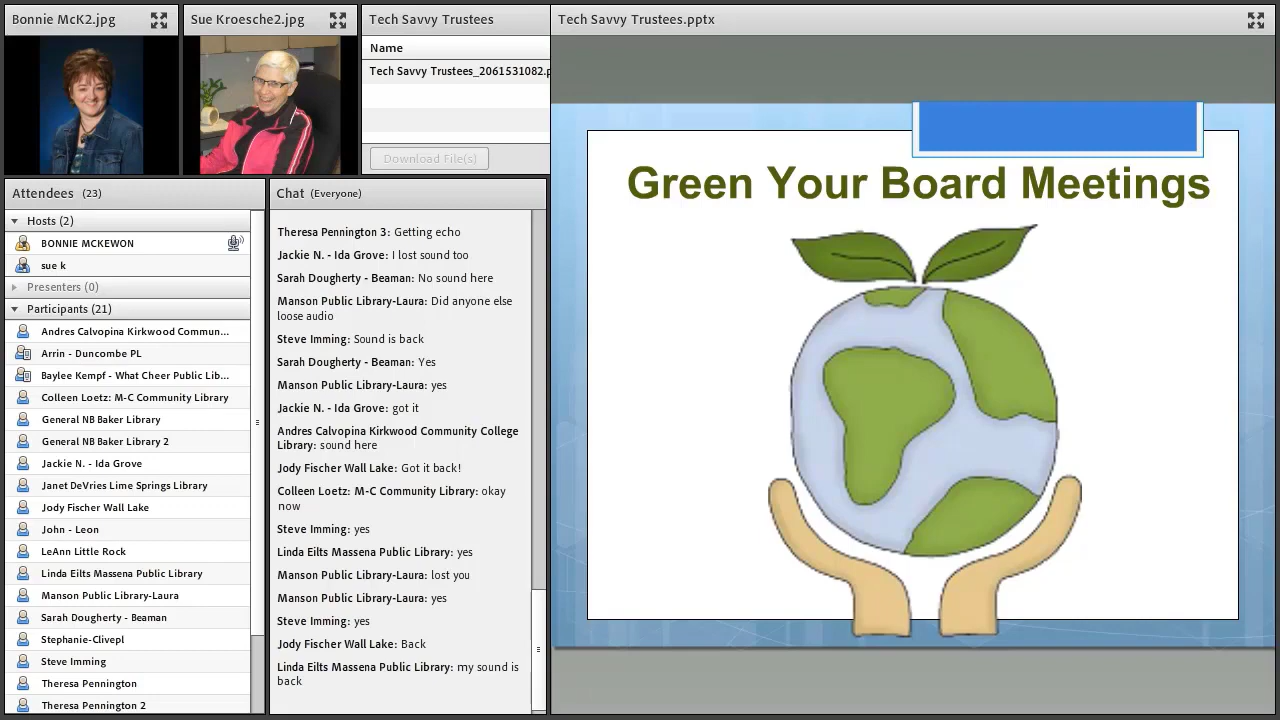 Bonnie McK2.jpg
Sue Kroesche2.jpg
Tech Savvy Trustees
Name
Tech Savvy Trustees_2061531082.p
Download File(s)
Attendees (23)
Hosts (2)
BONNIE MCKEWON
sue k
Presenters (0)
Participants (21)
Andres Calvopina Kirkwood Commun...
Arrin - Duncombe PL
Baylee Kempf - What Cheer Public Lib...
Colleen Loetz: M-C Community Library
General NB Baker Library
General NB Baker Library 2
Jackie N. - Ida Grove
Janet DeVries Lime Springs Library
Jody Fischer Wall Lake
John - Leon
LeAnn Little Rock
Linda Eilts Massena Public Library
Manson Public Library-Laura
Sarah Dougherty - Beaman
Stephanie-Clivepl
Steve Imming
Theresa Pennington
Theresa Pennington 2
Chat (Everyone)
Theresa Pennington 3: Getting echo
Jackie N. - Ida Grove: I lost sound too
Sarah Dougherty - Beaman: No sound here
Manson Public Library-Laura: Did anyone else
loose audio
Steve Imming: Sound is back
Sarah Dougherty - Beaman: Yes
Manson Public Library-Laura: yes
Jackie N. - Ida Grove: got it
Andres Calvopina Kirkwood Community College
Library: sound here
Jody Fischer Wall Lake: Got it back!
Colleen Loetz: M-C Community Library: okay
now
Steve Imming: yes
Linda Eilts Massena Public Library: yes
Manson Public Library-Laura: lost you
Manson Public Library-Laura: yes
Steve Imming: yes
Jody Fischer Wall Lake: Back
Linda Eilts Massena Public Library: my sound is
back
Tech Savvy Trustees.pptx
Green Your Board Meetings